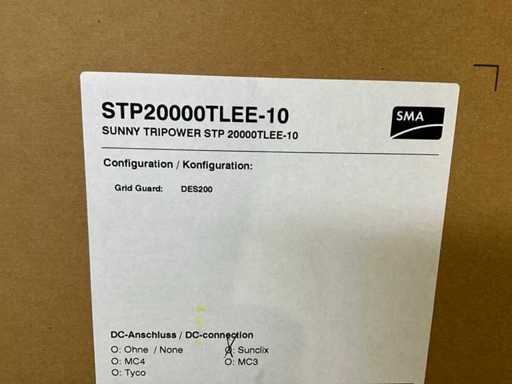 STP20000TLEE-10
SMA
SUNNY TRIPOWER STP 20000TLEE-10
Configuration / Konfiguration:
Grid Guard: DES200
DC-Anschluss / DC-connection
O: Ohne / None O: Sunclix
O: MC4 O: MC3
O: Tyco